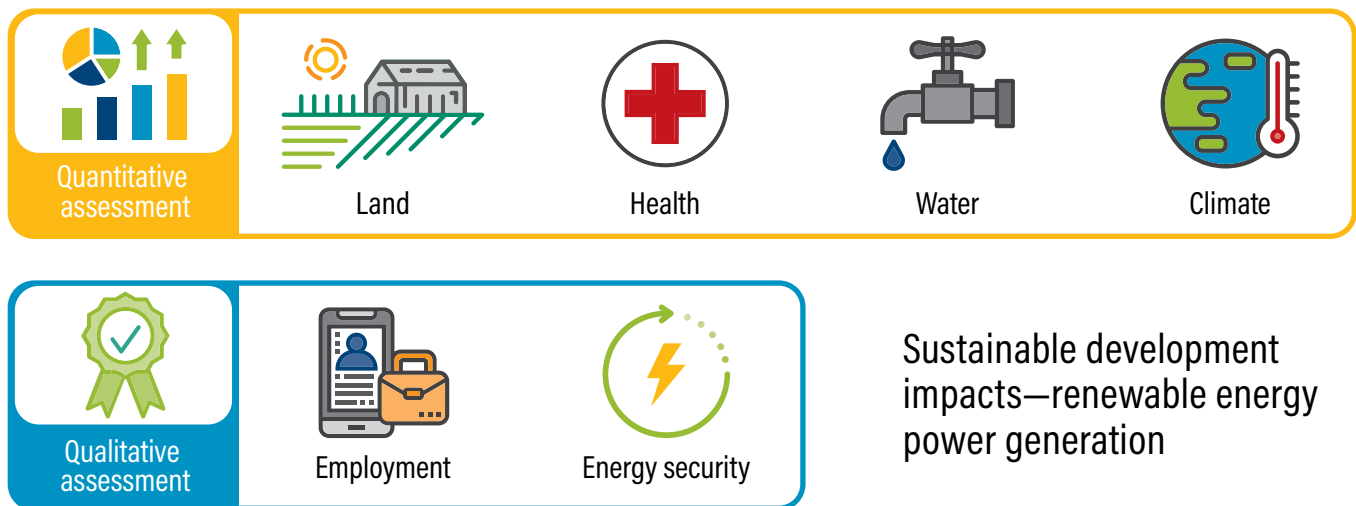 Quantitative
assessment
Land
Health
Water
Climate
Qualitative
assessment
Employment
Energy security
Sustainable development
impacts—renewable energy
power generation